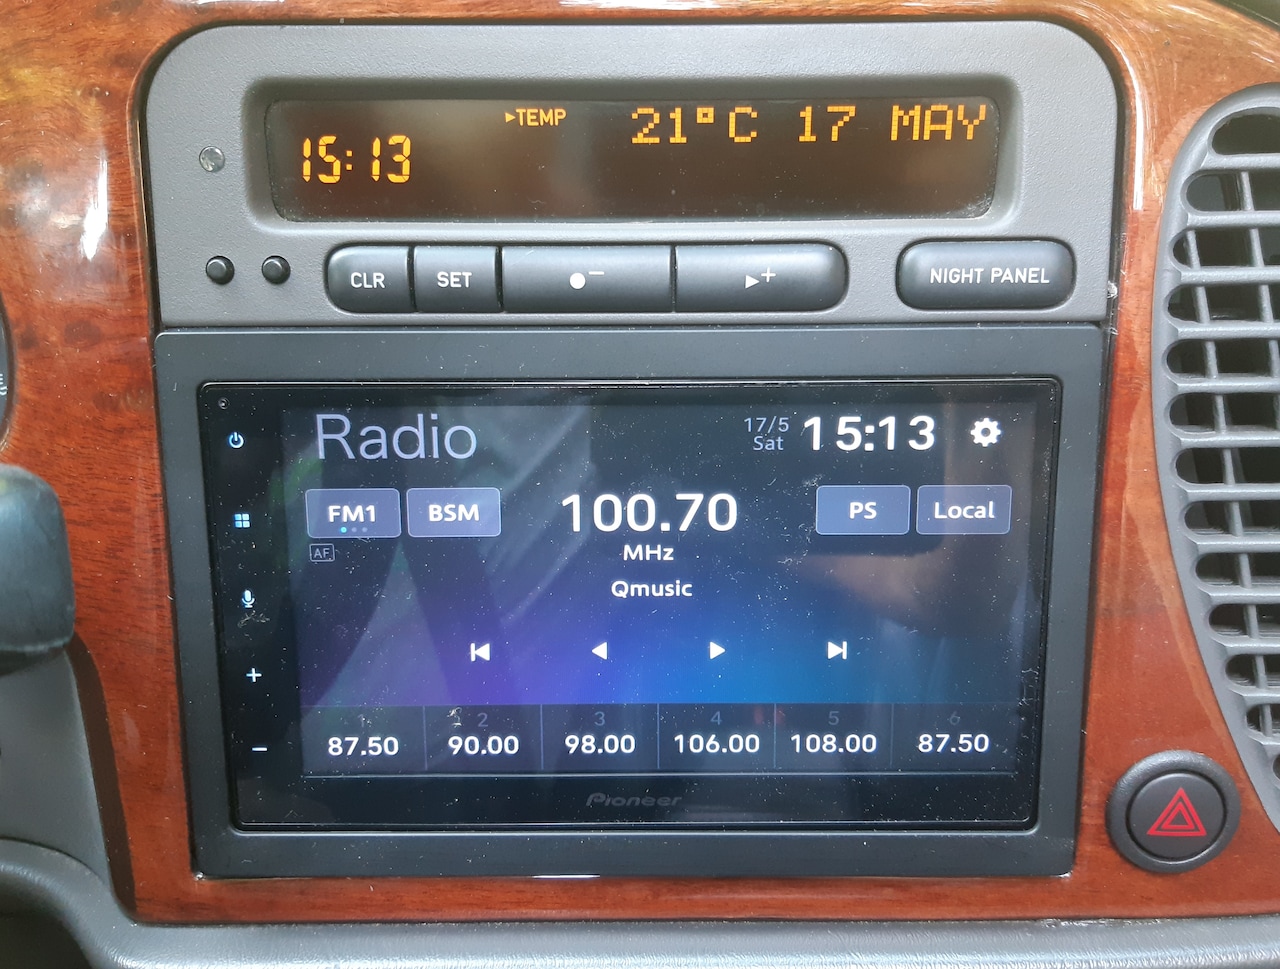 ▸TEMP 21°C 17 MAY
15:13
CLR SET ●− ▸+ NIGHT PANEL
Radio 17/5 Sat 15:13
FM1 BSM 100.70 PS Local
AF MHz
Qmusic
1 2 3 4 5 6
87.50 90.00 98.00 106.00 108.00 87.50
Pioneer